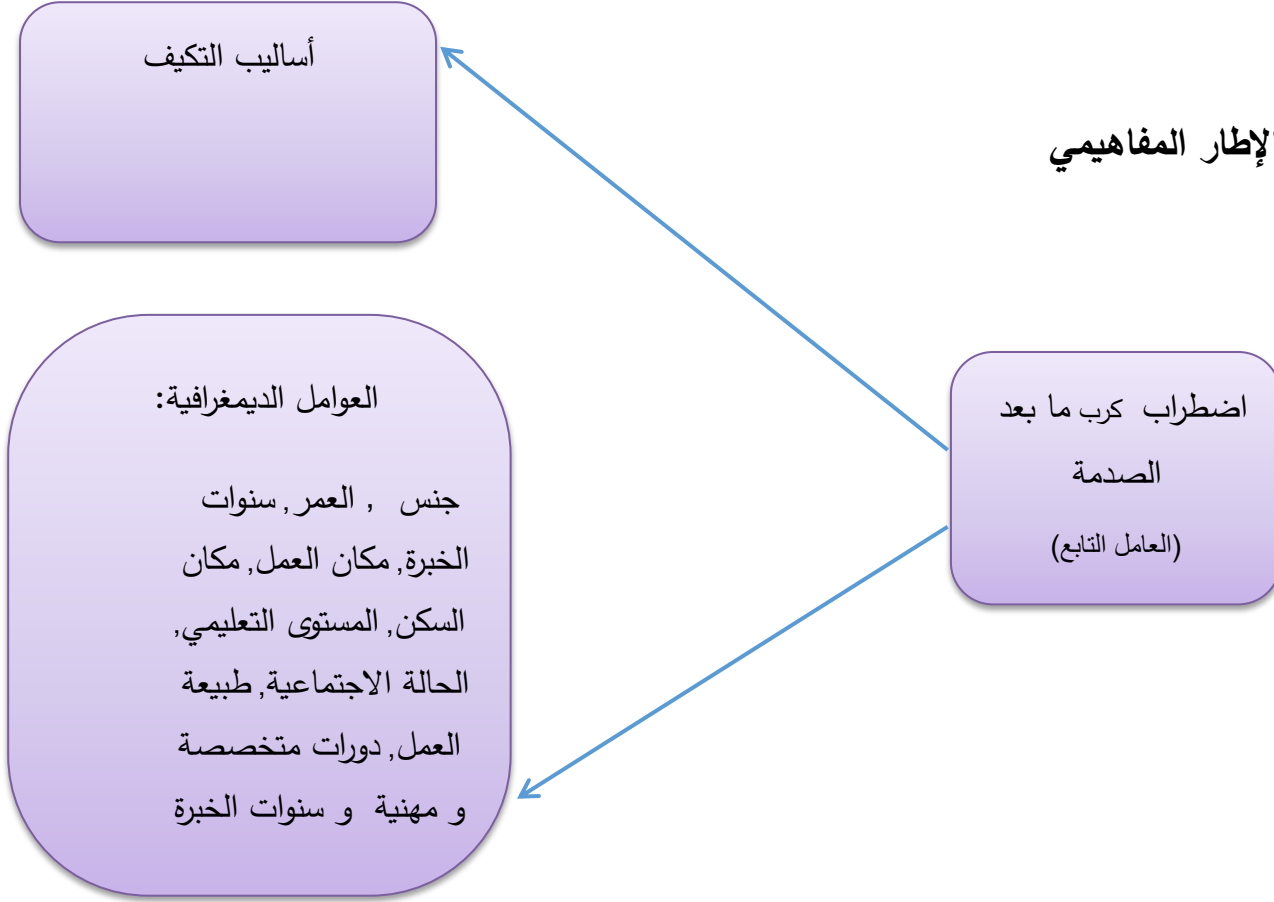 الإطار المفاهيمي
أساليب التكيف
اضطراب كرب ما بعد
الصدمة
(العامل التابع)
العوامل الديمغرافية:
جنس , العمر, سنوات
الخبرة, مكان العمل, مكان
السكن, المستوى التعليمي,
الحالة الاجتماعية, طبيعة
العمل, دورات متخصصة
و مهنية و سنوات الخبرة